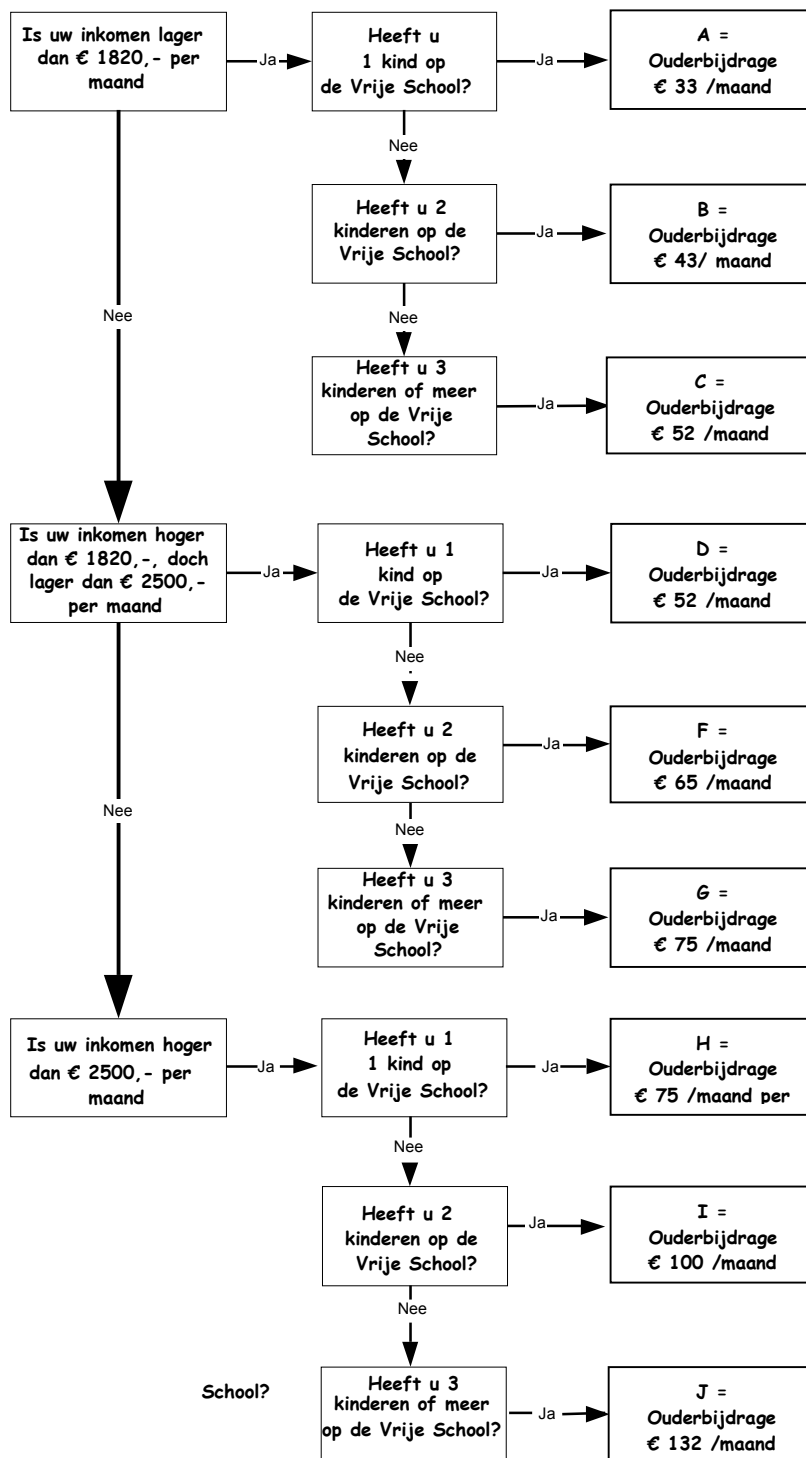 Is uw inkomen lager
dan € 1820,- per
maand
Ja
Heeft u
1 kind op
de Vrije School?
Ja
A =
Ouderbijdrage
€ 33 /maand
Nee
Heeft u 2
kinderen op de
Vrije School?
Ja
B =
Ouderbijdrage
€ 43/ maand
Nee
Nee
Heeft u 3
kinderen of meer
op de Vrije
School?
Ja
C =
Ouderbijdrage
€ 52 /maand
Is uw inkomen hoger
dan € 1820,-, doch
lager dan € 2500,-
per maand
Ja
Heeft u 1
kind op
de Vrije School?
Ja
D =
Ouderbijdrage
€ 52 /maand
Nee
Heeft u 2
kinderen op de
Vrije School?
Ja
F =
Ouderbijdrage
€ 65 /maand
Nee
Nee
Heeft u 3
kinderen of meer
op de Vrije
School?
Ja
G =
Ouderbijdrage
€ 75 /maand
Is uw inkomen hoger
dan € 2500,- per
maand
Ja
Heeft u 1
1 kind op
de Vrije School?
Ja
H =
Ouderbijdrage
€ 75 /maand per
Nee
Heeft u 2
kinderen op de
Vrije School?
Ja
I =
Ouderbijdrage
€ 100 /maand
Nee
School?
Heeft u 3
kinderen of meer
op de Vrije School?
Ja
J =
Ouderbijdrage
€ 132 /maand